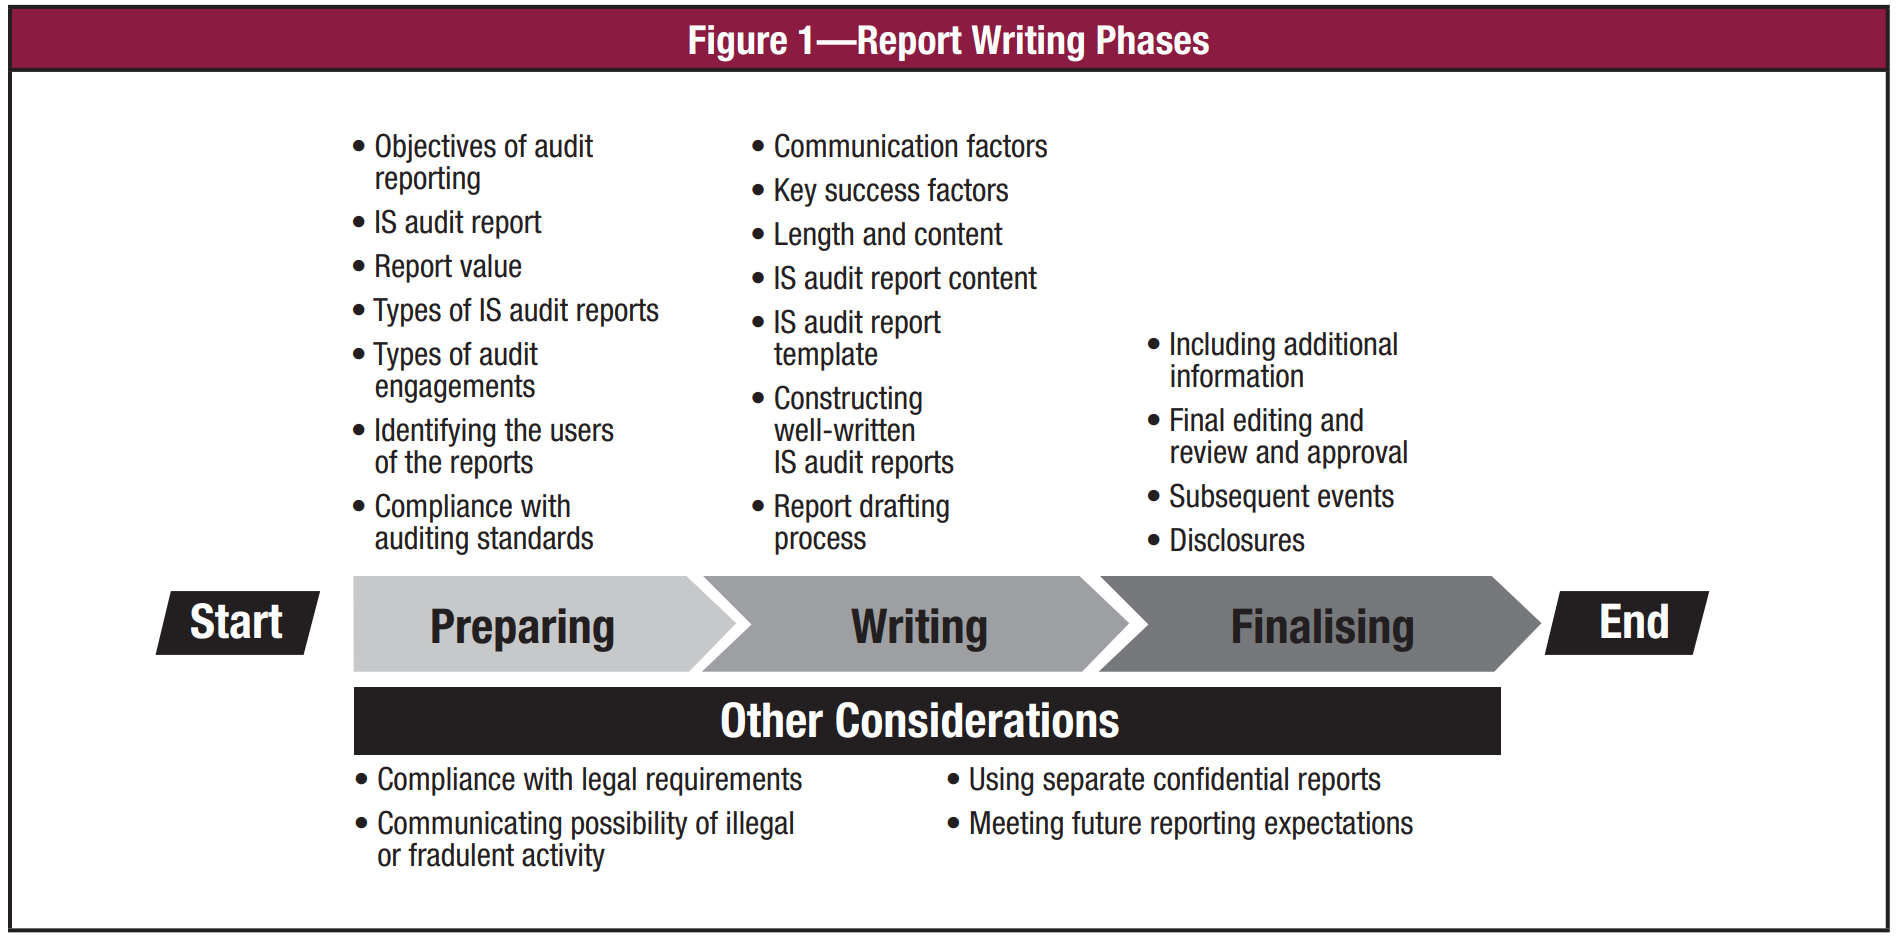 Figure 1—Report Writing Phases
• Objectives of audit
reporting
• IS audit report
• Report value
• Types of IS audit reports
• Types of audit
engagements
• Identifying the users
of the reports
• Compliance with
auditing standards
• Communication factors
• Key success factors
• Length and content
• IS audit report content
• IS audit report
template
• Constructing
well-written
IS audit reports
• Report drafting
process
• Including additional
information
• Final editing and
review and approval
• Subsequent events
• Disclosures
Start
Preparing
Writing
Finalising
End
Other Considerations
• Compliance with legal requirements
• Communicating possibility of illegal
or fraudulent activity
• Using separate confidential reports
• Meeting future reporting expectations